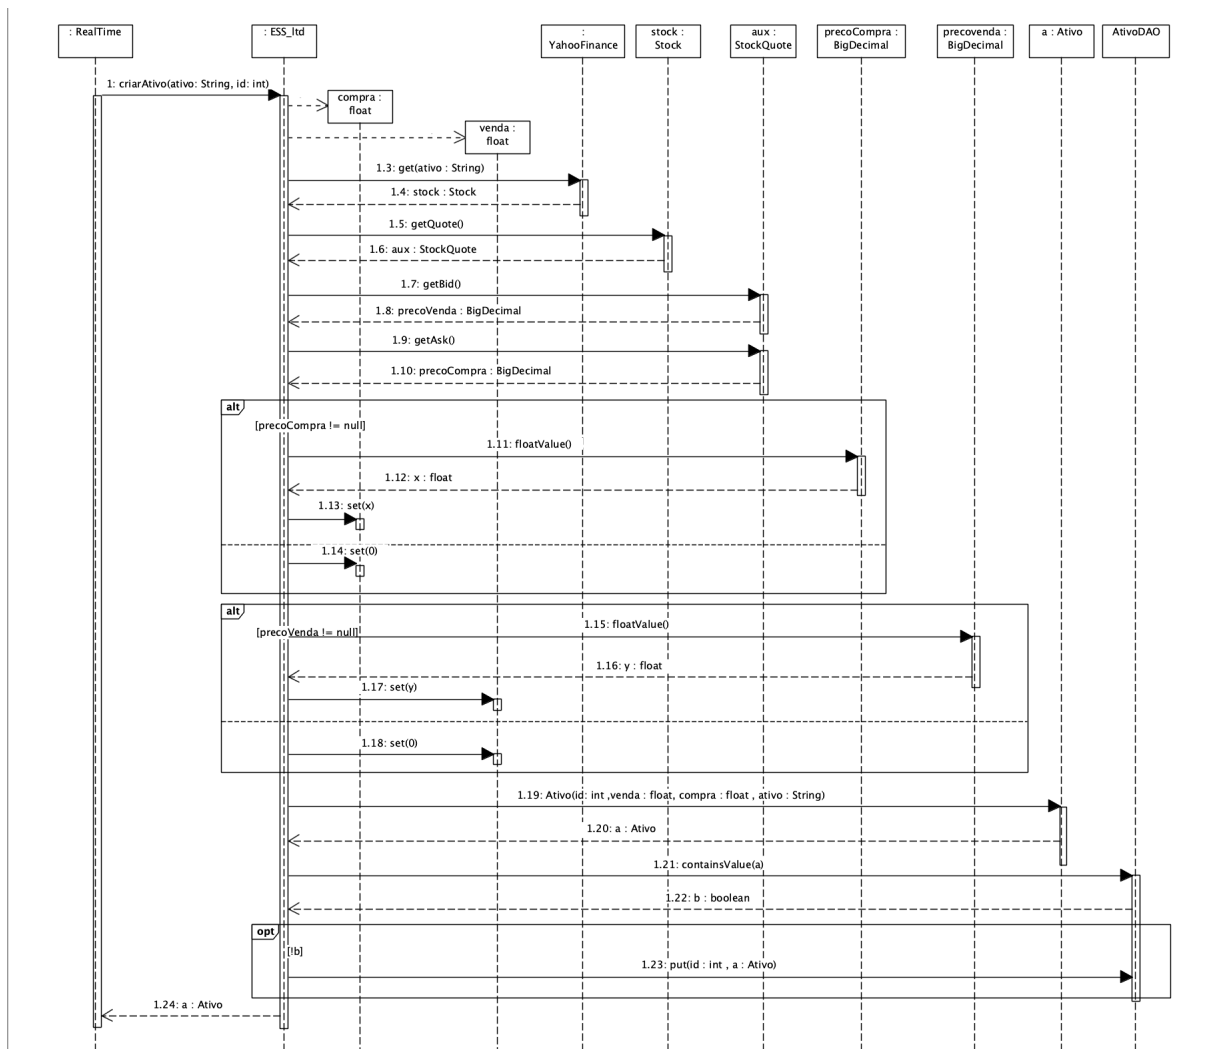 : RealTime
: ESS_ltd
:
YahooFinance
stock :
Stock
aux :
StockQuote
precoCompra :
BigDecimal
precovenda :
BigDecimal
a : Ativo
AtivoDAO
1: criarAtivo(ativo: String, id: int)
compra :
float
venda :
float
1.3: get(ativo : String)
1.4: stock : Stock
1.5: getQuote()
1.6: aux : StockQuote
1.7: getBid()
1.8: precoVenda : BigDecimal
1.9: getAsk()
1.10: precoCompra : BigDecimal
alt
[precoCompra != null]
1.11: floatValue()
1.12: x : float
1.13: set(x)
1.14: set(0)
alt
[precoVenda != null]
1.15: floatValue()
1.16: y : float
1.17: set(y)
1.18: set(0)
1.19: Ativo(id: int ,venda : float, compra : float , ativo : String)
1.20: a : Ativo
1.21: containsValue(a)
1.22: b : boolean
opt
[!b]
1.23: put(id : int , a : Ativo)
1.24: a : Ativo